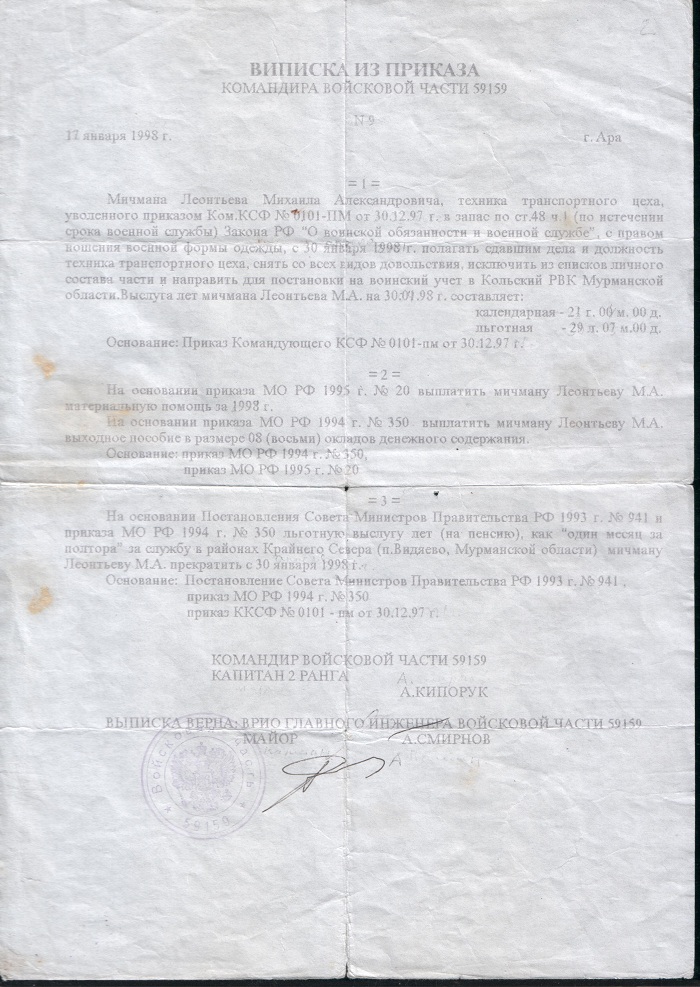 2
ВИПИСКА ИЗ ПРИКАЗА
КОМАНДИРА ВОЙСКОВОЙ ЧАСТИ 59159
N 9
17 января 1998 г. г. Ара
= 1 =
Мичмана Леонтьева Михаила Александровича, техника транспортного цеха,
уволенного приказом Ком.КСФ № 0101-ПМ от 30.12.97 г. в запас по ст.48 ч.1 (по истечении
срока военной службы) Закона РФ "О воинской обязанности и военной службе", с правом
ношения военной формы одежды, с 30 января 1998 г. полагать сдавшим дела и должность
техника транспортного цеха, снять со всех видов довольствия, исключить из списков личного
состава части и направить для постановки на воинский учет в Кольский РВК Мурманской
области.Выслуга лет мичмана Леонтьева М.А. на 30.01.98 г. составляет:
календарная - 21 г. 00 м. 00 д.
льготная - 29 л. 07 м.00 д.
Основание: Приказ Командующего КСФ № 0101-пм от 30.12.97 г.
= 2 =
На основании приказа МО РФ 1995 г. № 20 выплатить мичману Леонтьеву М.А.
материальную помощь за 1998 г.
На основании приказа МО РФ 1994 г. № 350 выплатить мичману Леонтьеву М.А.
выходное пособие в размере 08 (восьми) окладов денежного содержания.
Основание: приказ МО РФ 1994 г. № 350,
приказ МО РФ 1995 г. № 20
= 3 =
На основании Постановления Совета Министров Правительства РФ 1993 г. № 941 и
приказа МО РФ 1994 г. № 350 льготную выслугу лет (на пенсию), как "один месяц за
полтора" за службу в районах Крайнего Севера (п.Видяево, Мурманской области) мичману
Леонтьеву М.А. прекратить с 30 января 1998 г.
Основание: Постановление Совета Министров Правительства РФ 1993 г. № 941 ,
приказ МО РФ 1994 г. № 350
приказ ККСФ № 0101 - пм от 30.12.97 г.
КОМАНДИР ВОЙСКОВОЙ ЧАСТИ 59159
КАПИТАН 2 РАНГА
А.КИПОРУК
ВЫПИСКА ВЕРНА: ВРИО ГЛАВНОГО ИНЖЕНЕРА ВОЙСКОВОЙ ЧАСТИ 59159
МАЙОР А.СМИРНОВ
Войсковая часть
59150